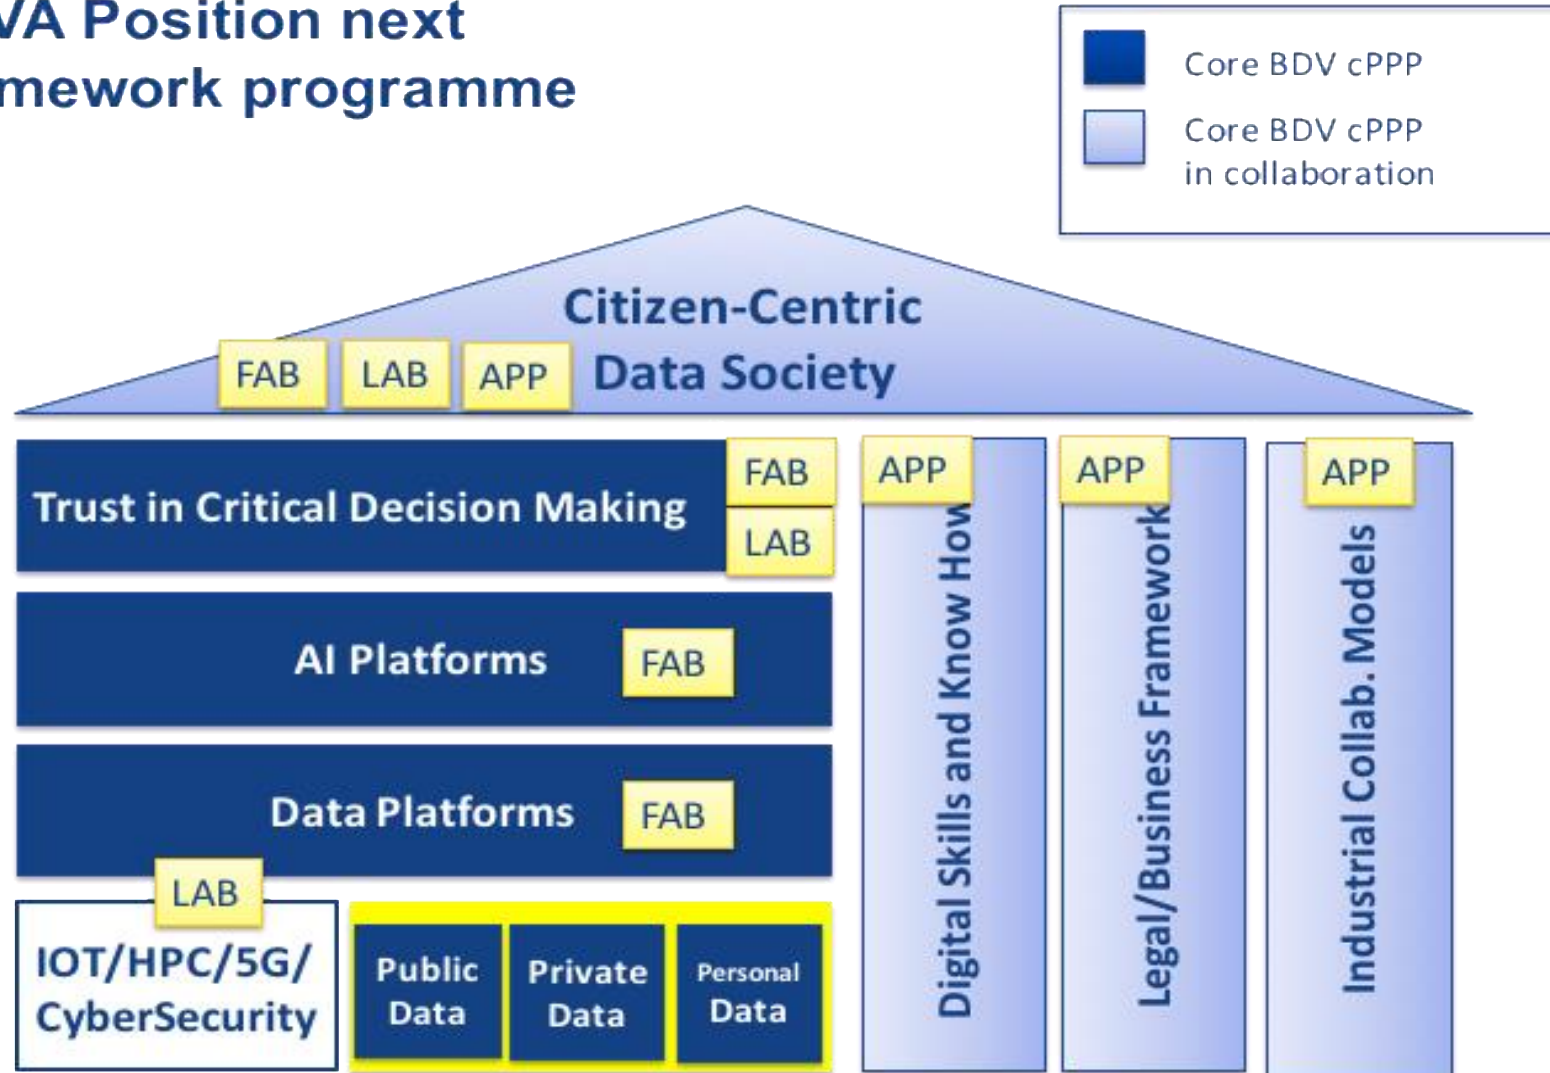 VA Position next
mework programme
Core BDV cPPP
Core BDV cPPP
in collaboration
Citizen-Centric
Data Society
FAB
LAB
APP
Trust in Critical Decision Making
FAB
LAB
AI Platforms
FAB
Data Platforms
FAB
LAB
IOT/HPC/5G/
CyberSecurity
Public
Data
Private
Data
Personal
Data
APP
Digital Skills and Know How
APP
Legal/Business Framework
APP
Industrial Collab. Models